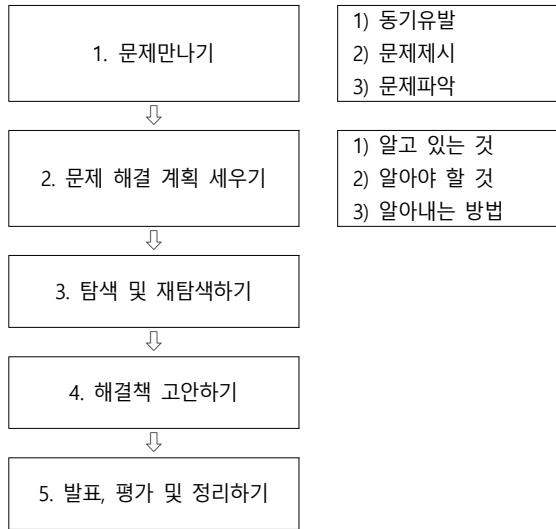 1. 문제만나기
1) 동기유발
2) 문제제시
3) 문제파악
2. 문제 해결 계획 세우기
1) 알고 있는 것
2) 알아야 할 것
3) 알아내는 방법
3. 탐색 및 재탐색하기
4. 해결책 고안하기
5. 발표, 평가 및 정리하기